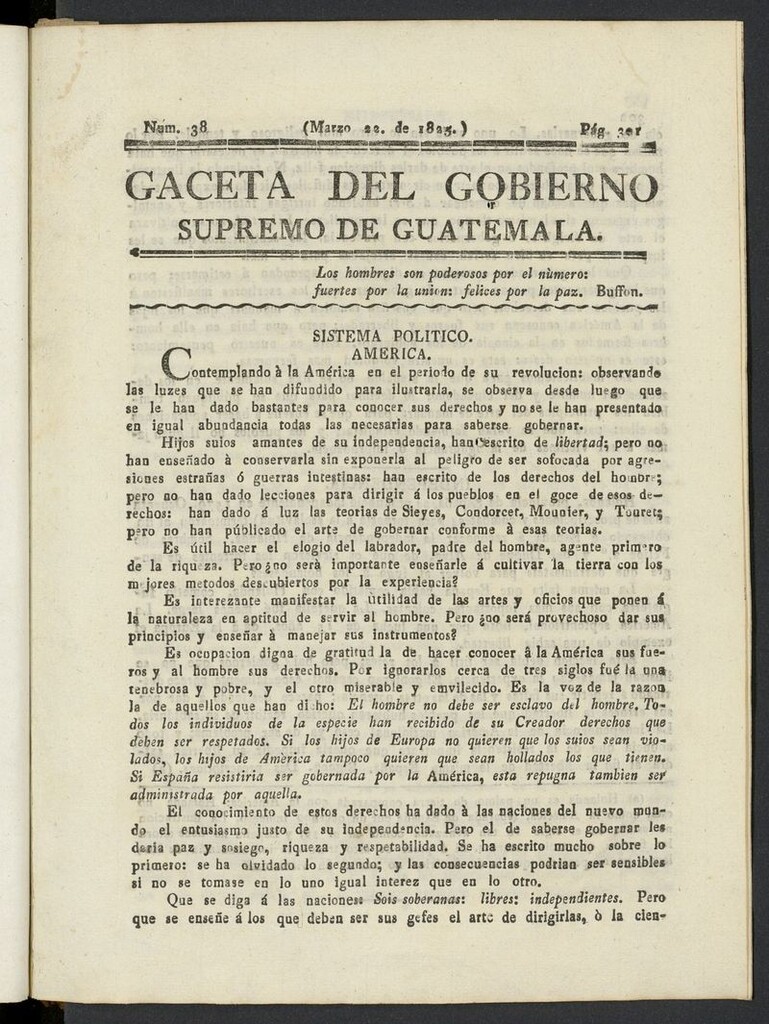 Num. 38 (Marzo 22. de 1825.) Pág. 301
GACETA DEL GOBIERNO
SUPREMO DE GUATEMALA.
Los hombres son poderosos por el nùmero:
fuertes por la union: felices por la paz. Buffon.
SISTEMA POLITICO.
AMERICA.
Contemplando à la América en el periodo de su revolucion: observando
las luzes que se han difundido para ilustrarla, se observa desde luego que
se le han dado bastantes para conocer sus derechos y no se le han presentado
en igual abundancia todas las necesarias para saberse gobernar.
Hijos suios amantes de su independencia, han escrito de libertad; pero no
han enseñado à conservarla sin exponerla al peligro de ser sofocada por agre-
siones estrañas ó guerras intestinas: han escrito de los derechos del hombre;
pero no han dado lecciones para dirigir á los pueblos en el goce de esos de-
rechos: han dado á luz las teorias de Sieyes, Condorcet, Mounier, y Touret;
pero no han pùblicado el arte de gobernar conforme à esas teorias.
Es útil hacer el elogio del labrador, padre del hombre, agente primero
de la riqueza. Pero ¿no será importante enseñarle á cultivar la tierra con los
mejores metodos descubiertos por la experiencia?
Es interezante manifestar la ùtilidad de las artes y oficios que ponen á
la naturaleza en aptitud de servir al hombre. Pero ¿no será provechoso dar sus
principios y enseñar à manejar sus instrumentos?
Es ocupacion digna de gratitud la de hacer conocer â la América sus fue-
ros y al hombre sus derechos. Por ignorarlos cerca de tres siglos fué la una
tenebrosa y pobre, y el otro miserable y emvilecido. Es la voz de la razon
la de aquellos que han dicho: El hombre no debe ser esclavo del hombre. To-
dos los individuos de la especie han recibido de su Creador derechos que
deben ser respetados. Si los hijos de Europa no quieren que los suios sean vio-
lados, los hijos de America tampoco quieren que sean hollados los que tienen.
Si España resistiria ser gobernada por la América, esta repugna tambien ser
administrada por aquella.
El conocimiento de estos derechos ha dado à las naciones del nuevo mun-
do el entusiasmo justo de su independencia. Pero el de saberse gobernar les
daria paz y sosiego, riqueza y respetabilidad. Se ha escrito mucho sobre lo
primero: se ha olvidado lo segundo; y las consecuencias podrian ser sensibles
si no se tomase en lo uno igual interez que en lo otro.
Que se diga á las naciones: Sois soberanas: libres: independientes. Pero
que se enseñe á los que deben ser sus gefes el arte de dirigirlas, ò la cien-